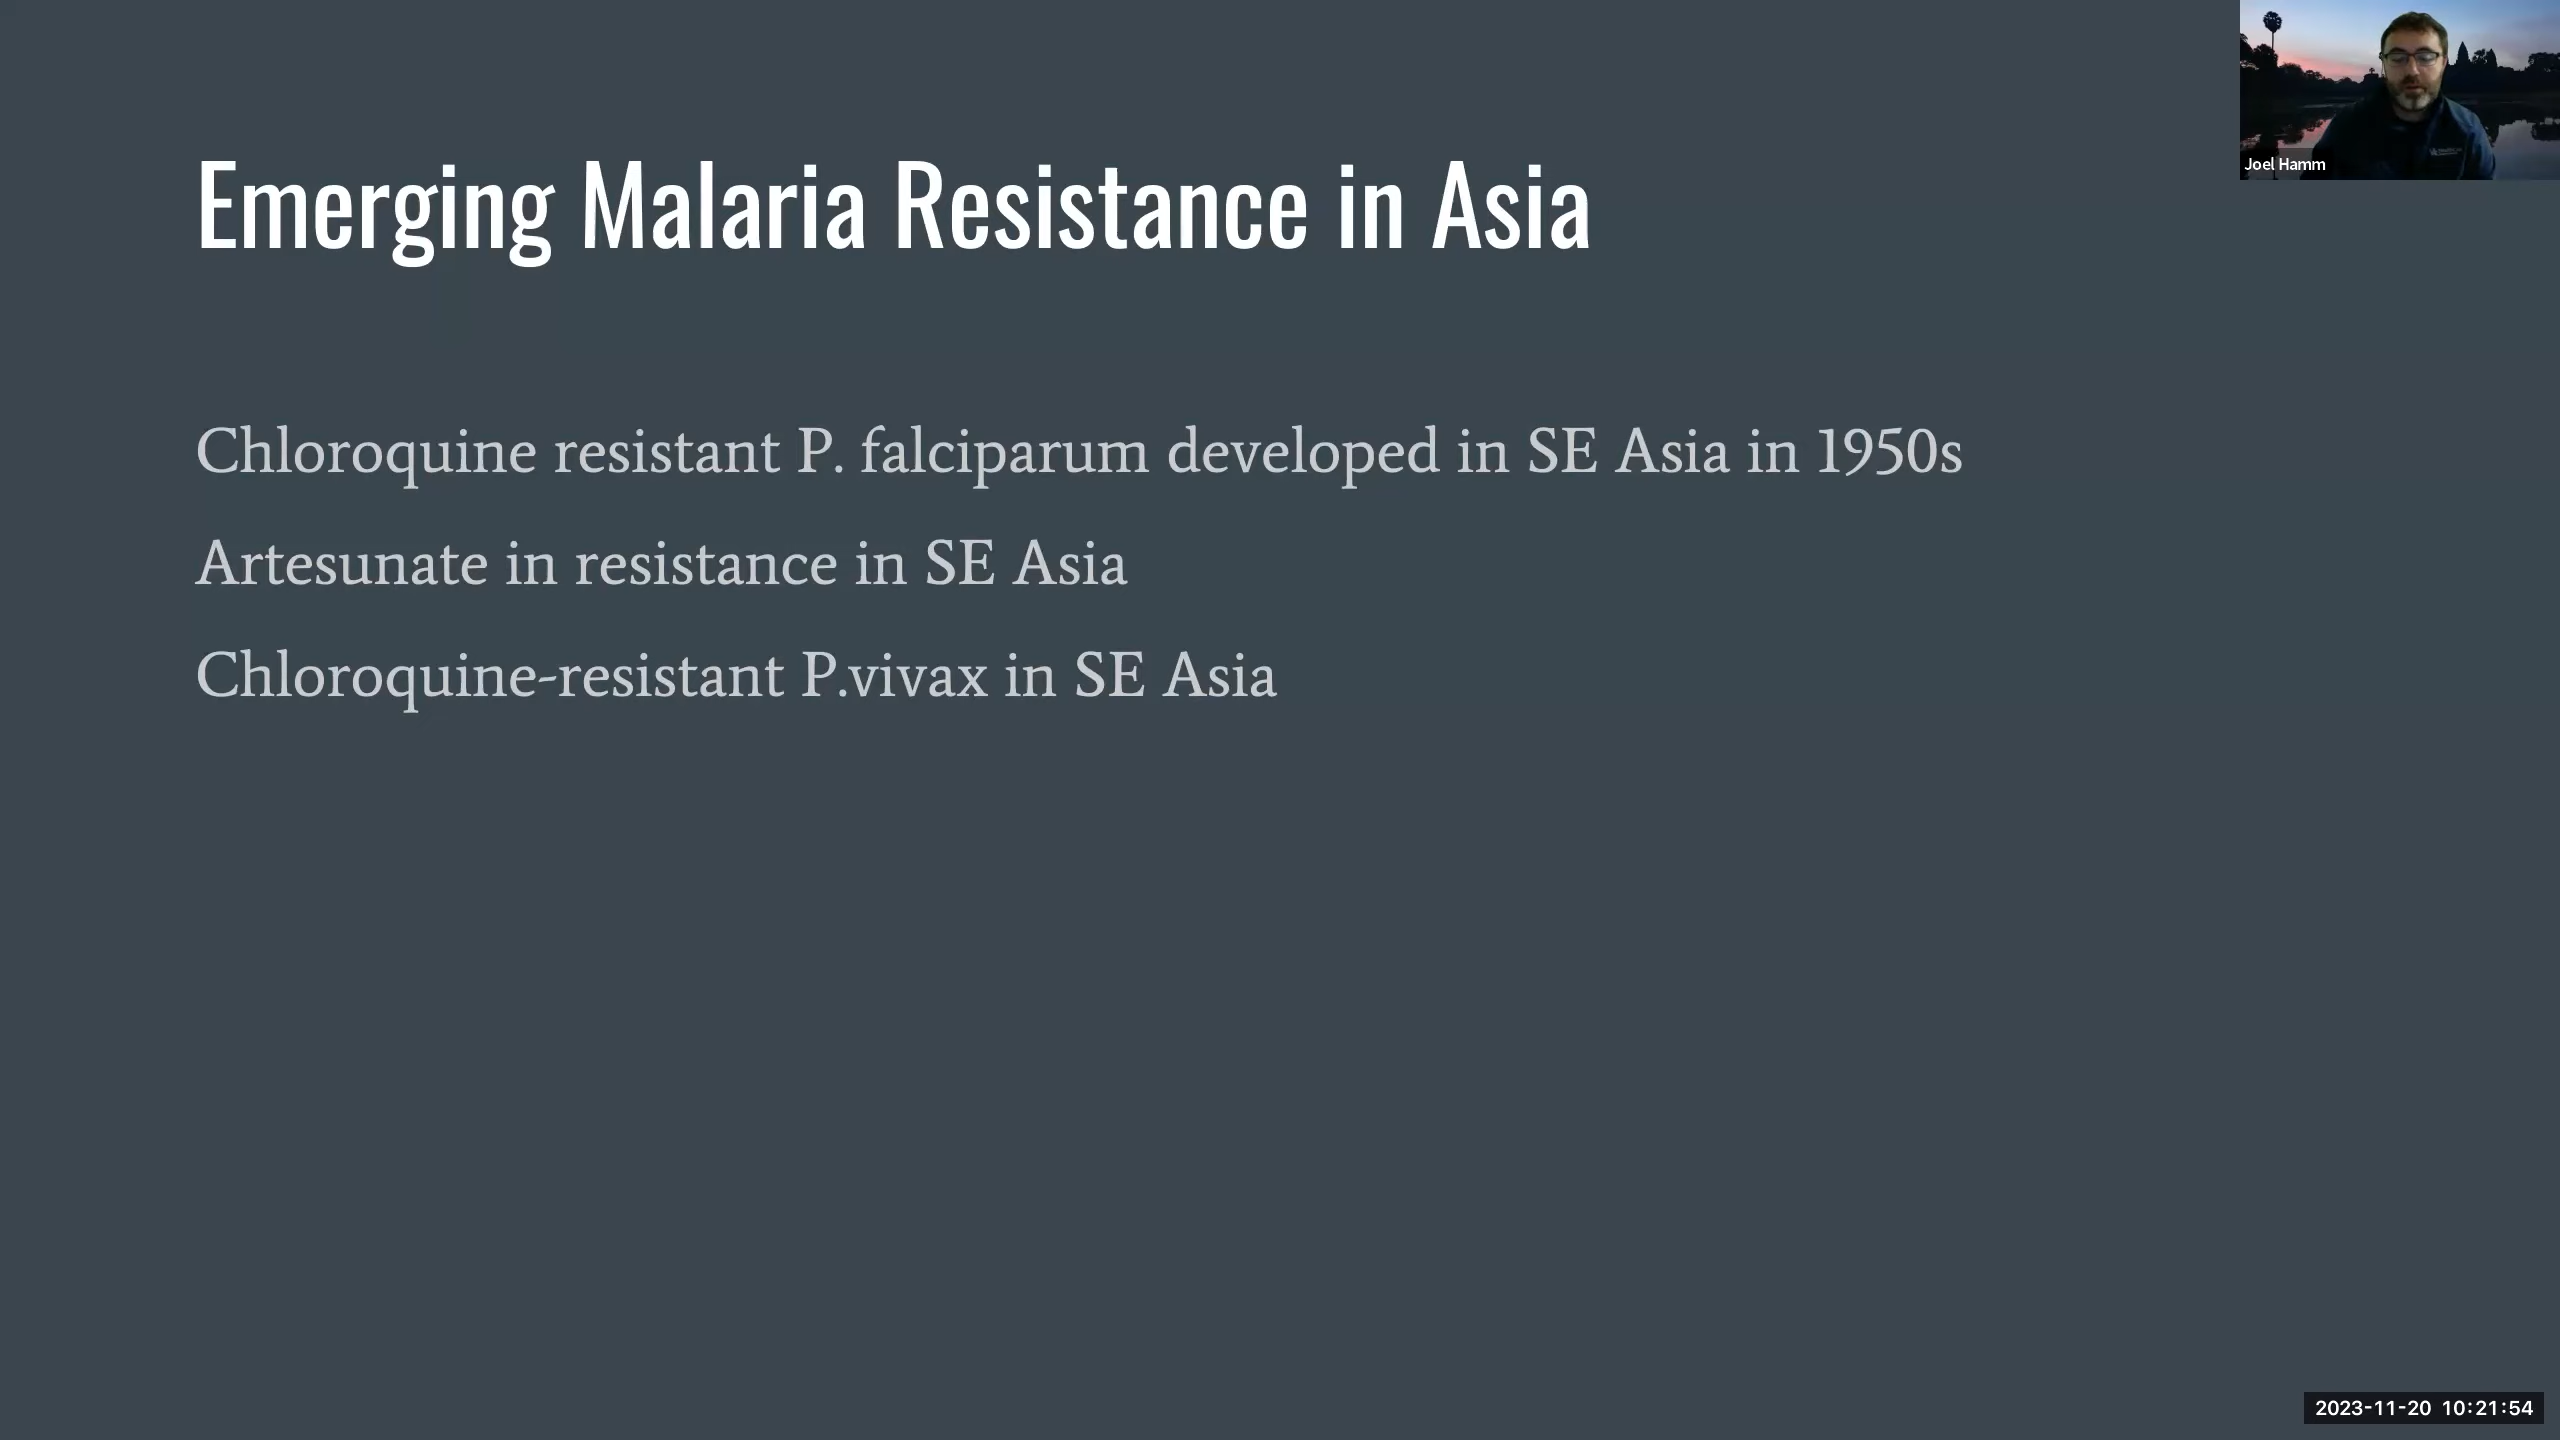 Joel Hamm
Emerging Malaria Resistance in Asia
Chloroquine resistant P. falciparum developed in SE Asia in 1950s
Artesunate in resistance in SE Asia
Chloroquine-resistant P.vivax in SE Asia
2023-11-20 10:21:54